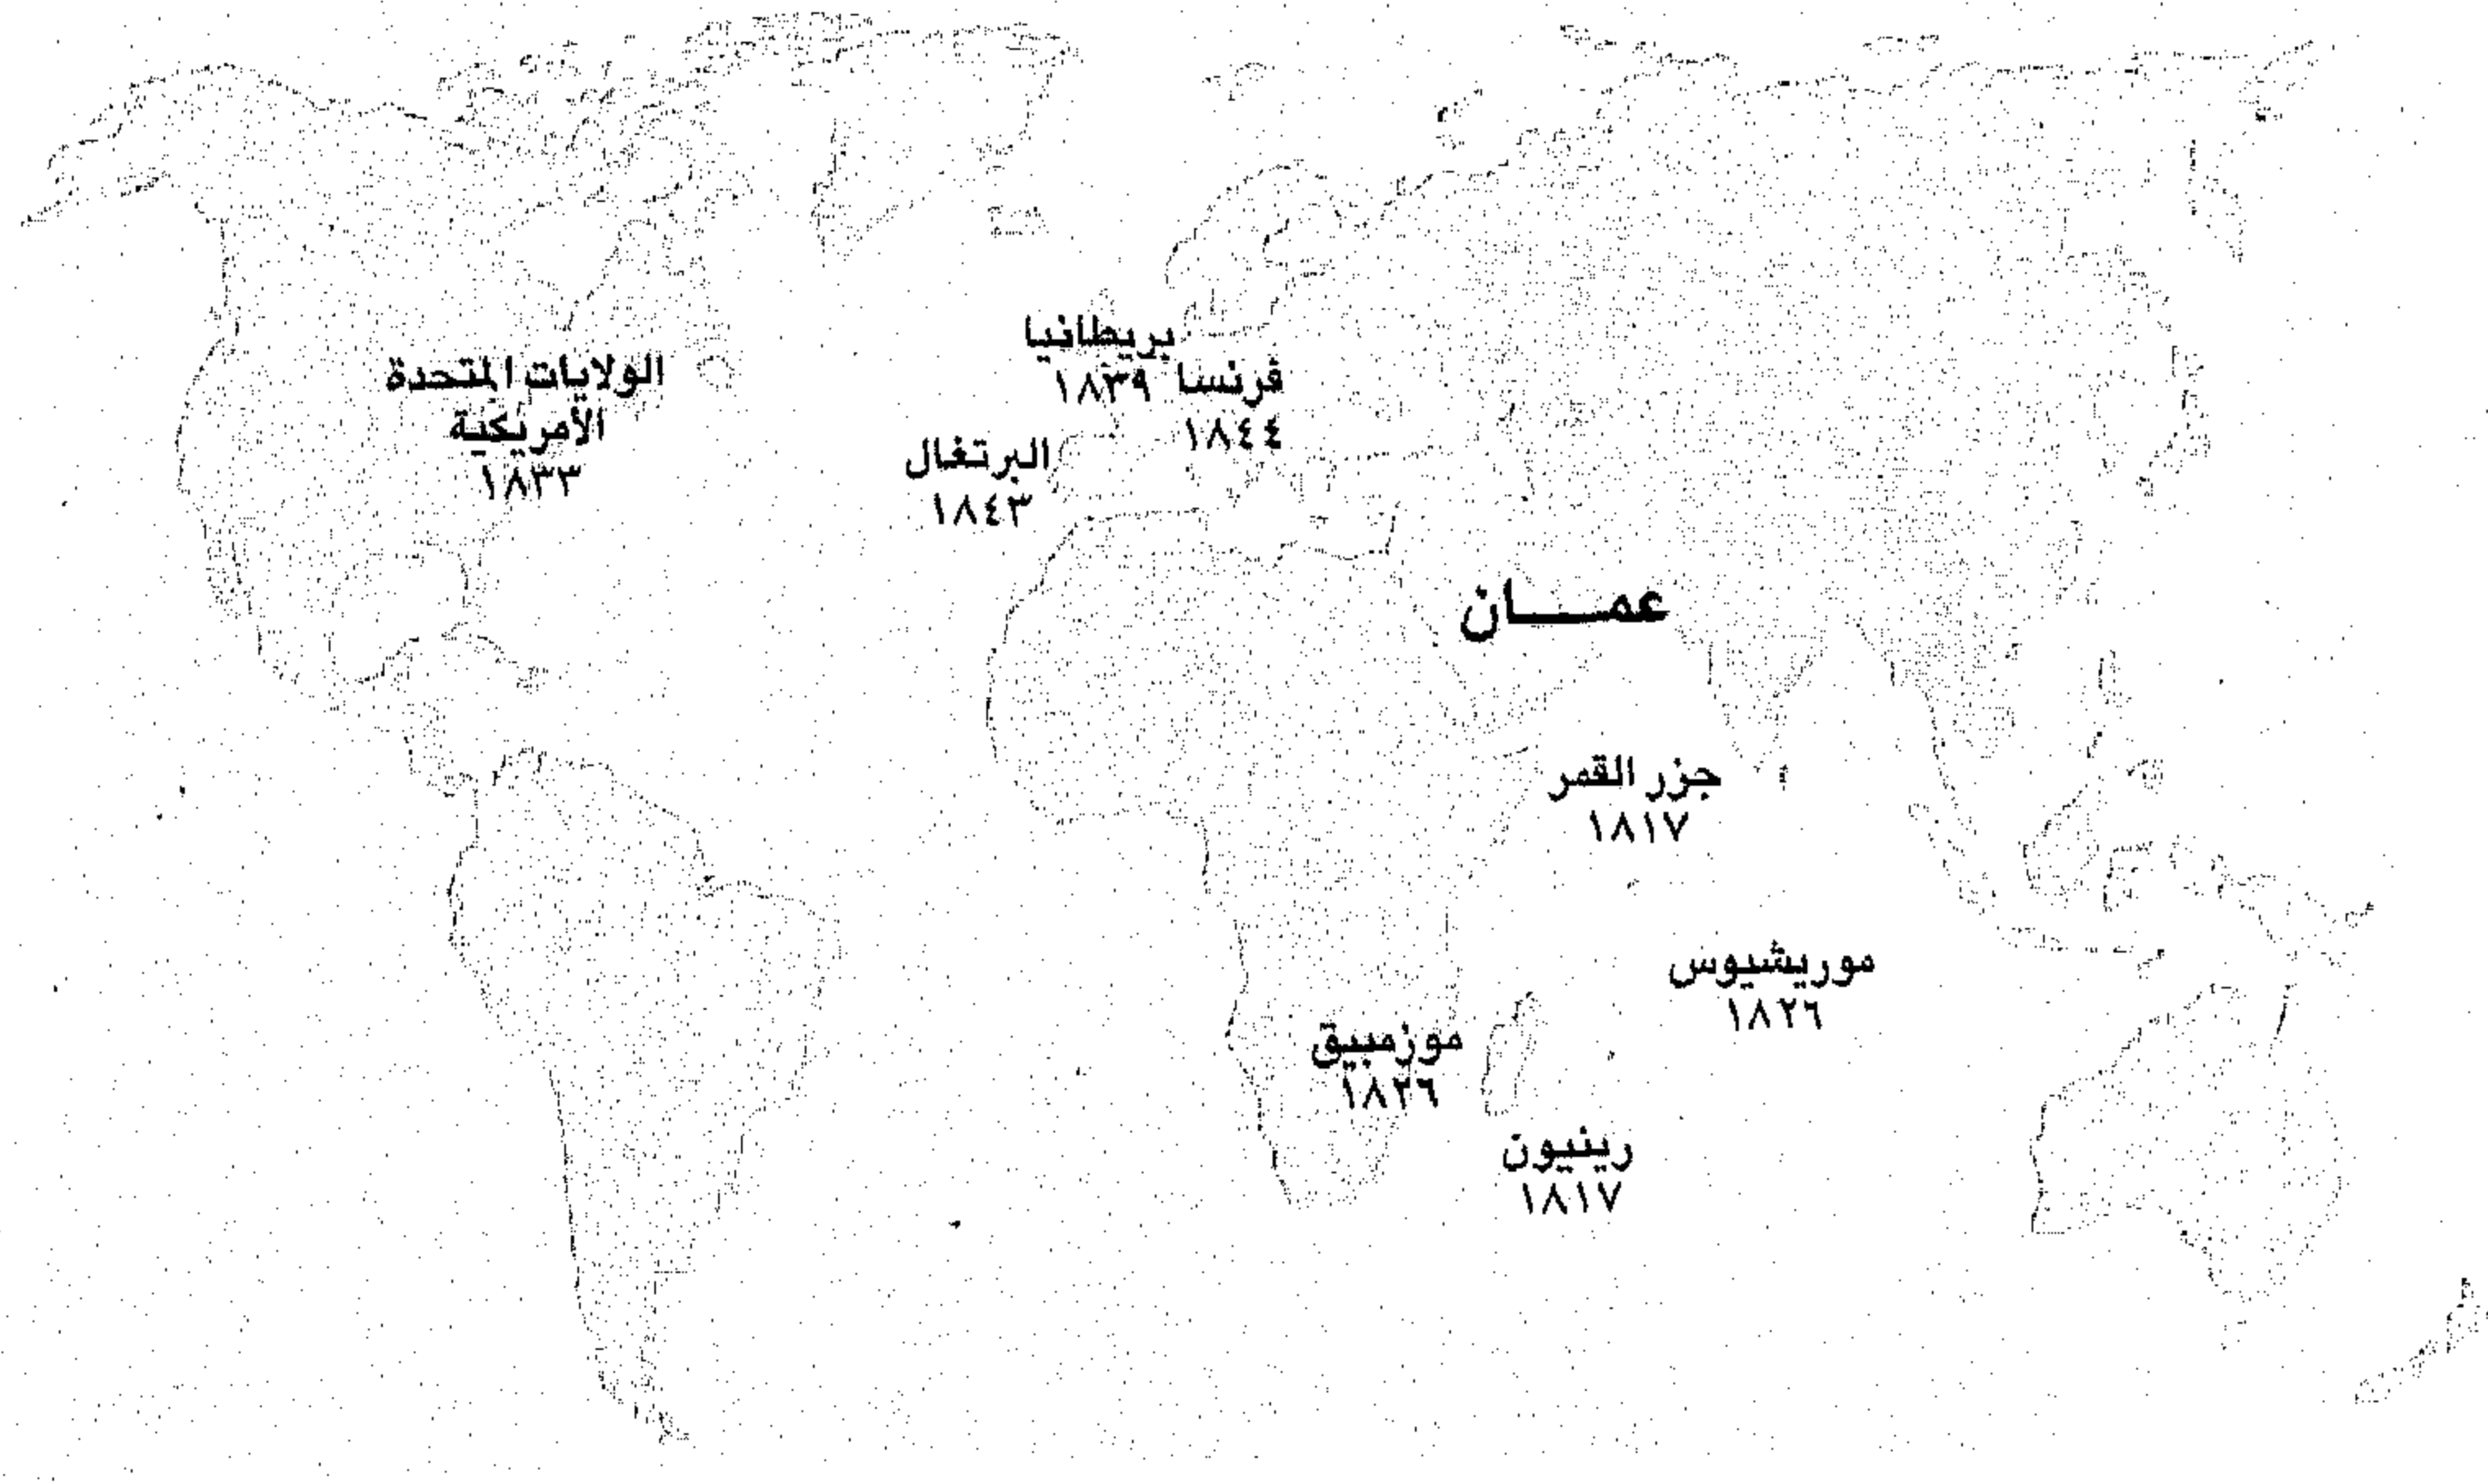 بريطانيا
١٨٣٩
فرنسا
١٨٤٤
الولايات المتحدة
الأمريكية
١٨٣٣
البرتغال
١٨٤٣
عمـــان
جزر القمر
١٨١٧
موريشيوس
١٨٢٦
موزمبيق
١٨٢٦
رينيون
١٨١٧